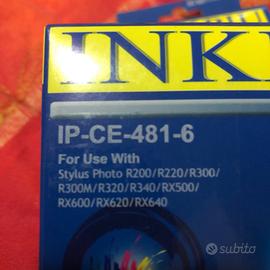 INK
IP-CE-481-6
For Use With
Stylus Photo R200/R220/R300/
R300M/R320/R340/RX500/
RX600/RX620/RX640
subito